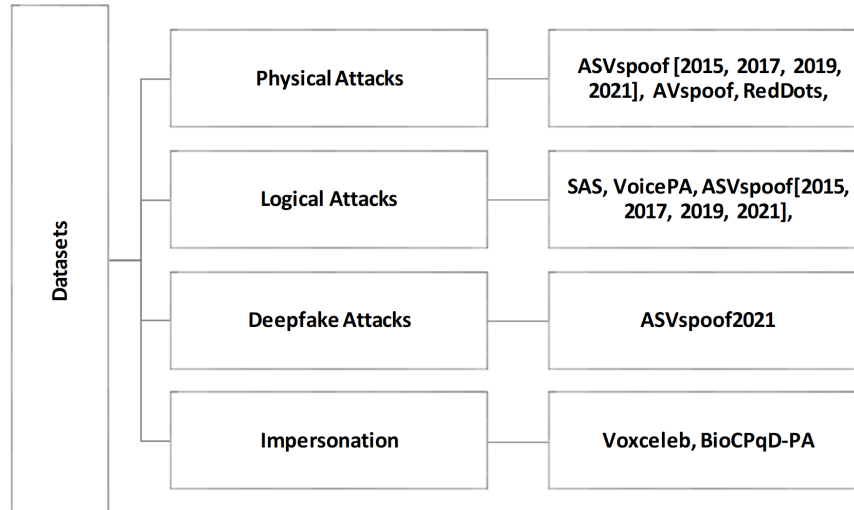 Datasets
Physical Attacks
ASVspoof [2015, 2017, 2019,
2021], AVspoof, RedDots,
Logical Attacks
SAS, VoicePA, ASVspoof[2015,
2017, 2019, 2021],
Deepfake Attacks
ASVspoof2021
Impersonation
Voxceleb, BioCPqD-PA